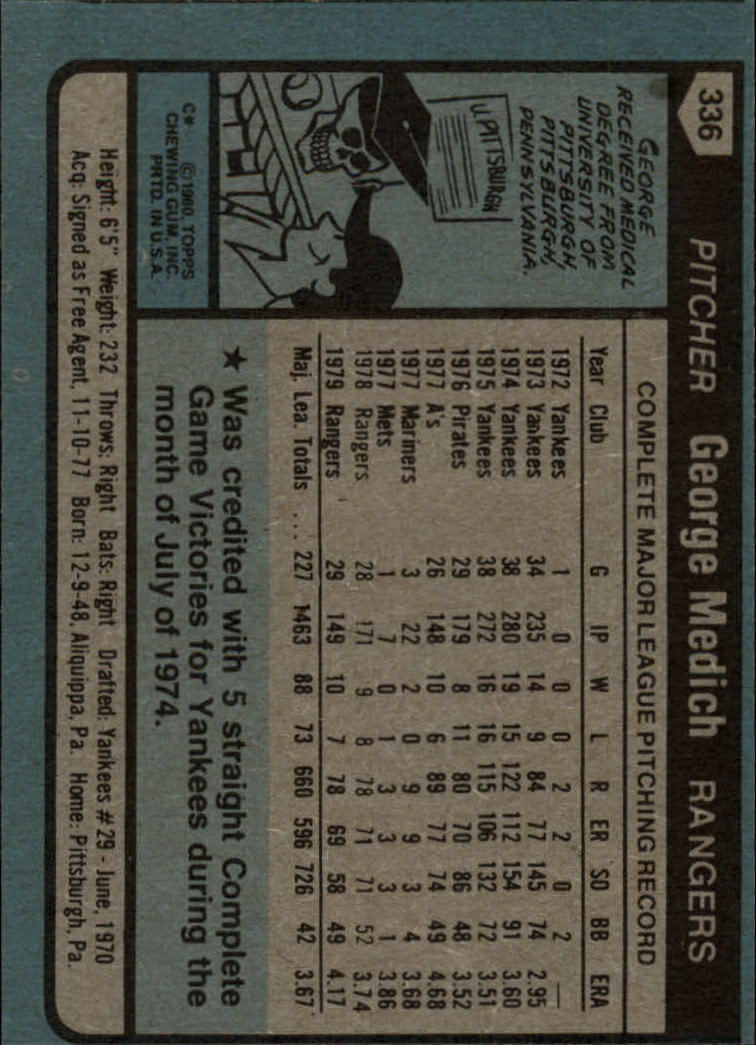 336
PITCHER George Medich RANGERS
GEORGE
RECEIVED MEDICAL
DEGREE FROM
UNIVERSITY OF
PITTSBURGH,
PITTSBURGH,
PENNSYLVANIA.
U. PITTSBURGH
C* ©1980, TOPPS
CHEWING GUM, INC.
PRTD. IN U.S.A.
COMPLETE MAJOR LEAGUE PITCHING RECORD
Year Club G IP W L R ER SO BB ERA
1972 Yankees 1 0 0 0 2 2 0 2 —
1973 Yankees 34 235 14 9 84 77 145 74 2.95
1974 Yankees 38 280 19 15 122 112 154 91 3.60
1975 Yankees 38 272 16 16 115 106 132 72 3.51
1976 Pirates 29 179 8 11 80 70 86 48 3.52
1977 A's 26 148 10 6 89 77 74 49 4.68
1977 Mariners 3 22 2 0 9 9 3 4 3.68
1977 Mets 1 7 0 1 3 3 3 1 3.86
1978 Rangers 28 171 9 8 78 71 71 52 3.74
1979 Rangers 29 149 10 7 78 69 58 49 4.17
Maj. Lea. Totals ... 227 1463 88 73 660 596 726 42 3.67
★ Was credited with 5 straight Complete
Game Victories for Yankees during the
month of July of 1974.
Height: 6'5" Weight: 232 Throws: Right Bats: Right Drafted: Yankees #29 - June, 1970
Acq: Signed as Free Agent, 11-10-77 Born: 12-9-48, Aliquippa, Pa. Home: Pittsburgh, Pa.